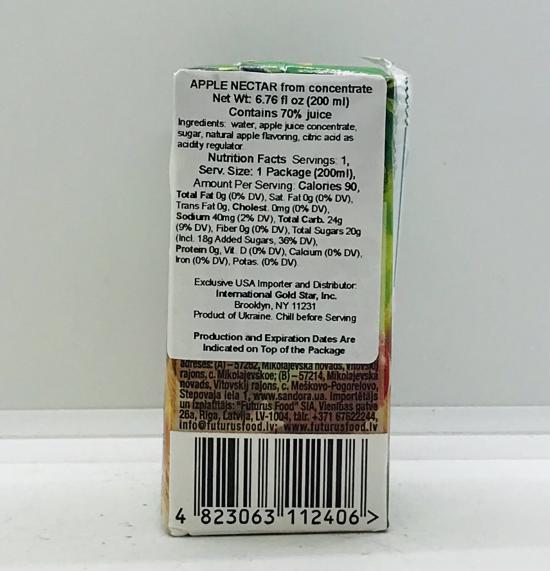 APPLE NECTAR from concentrate
Net Wt: 6.76 fl oz (200 ml)
Contains 70% juice
Ingredients: water, apple juice concentrate,
sugar, natural apple flavoring, citric acid as
acidity regulator.
Nutrition Facts Servings: 1,
Serv. Size: 1 Package (200ml),
Amount Per Serving: Calories 90,
Total Fat 0g (0% DV), Sat. Fat 0g (0% DV),
Trans Fat 0g, Cholest. 0mg (0% DV),
Sodium 40mg (2% DV), Total Carb. 24g
(9% DV), Fiber 0g (0% DV), Total Sugars 20g
(Incl. 18g Added Sugars, 36% DV),
Protein 0g, Vit. D (0% DV), Calcium (0% DV),
Iron (0% DV), Potas. (0% DV).
Exclusive USA Importer and Distributor:
International Gold Star, Inc.
Brooklyn, NY 11231
Product of Ukraine. Chill before Serving
Production and Expiration Dates Are
Indicated on Top of the Package
adreses: (A) – 57262, Mikolajevska novads, Vitovskij
rajons, c. Mikolajevskoe; (B) – 57214, Mikolajevska
novads, Vitovskij rajons, c. Meškovo-Pogorelovo,
Stepovaja iela 1, www.sandora.ua. Importētājs
un izplatītājs: "Futurus Food" SIA, Vienības gatve
26a, Rīga, Latvija, LV-1004, tālr. +371 67622244,
info@futurusfood.lv; www.futurusfood.lv
4 823063 112406 >